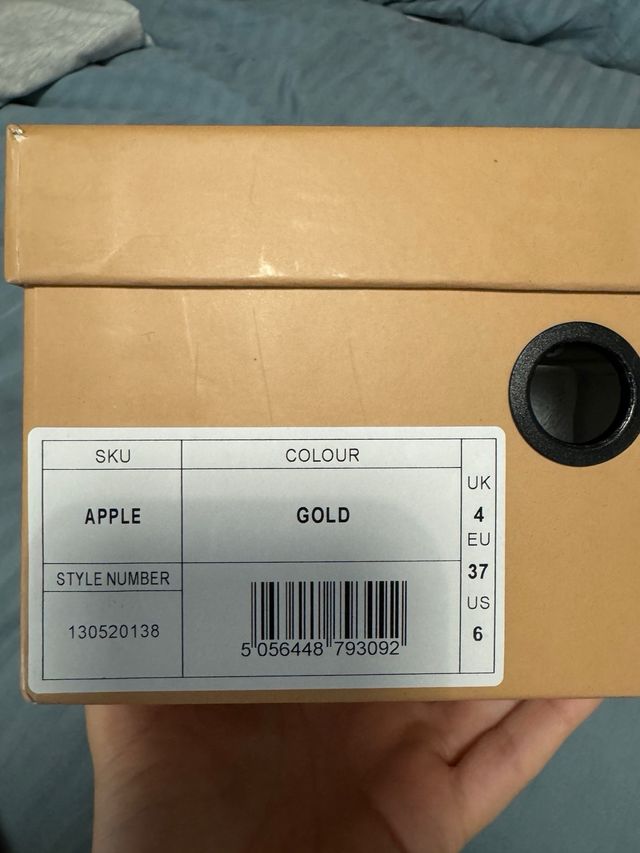 SKU
COLOUR
APPLE
GOLD
STYLE NUMBER
130520138
5 056448 793092
UK
4
EU
37
US
6